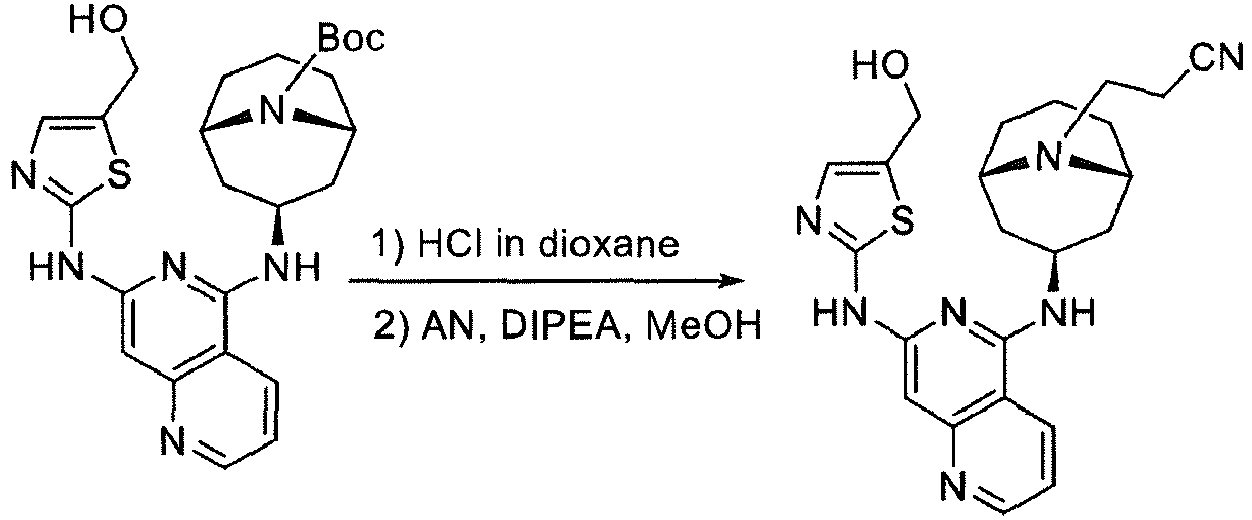 HO
Boc
N
N
S
HN
N
NH
N
1) HCl in dioxane
2) AN, DIPEA, MeOH
HO
CN
N
N
S
HN
N
NH
N